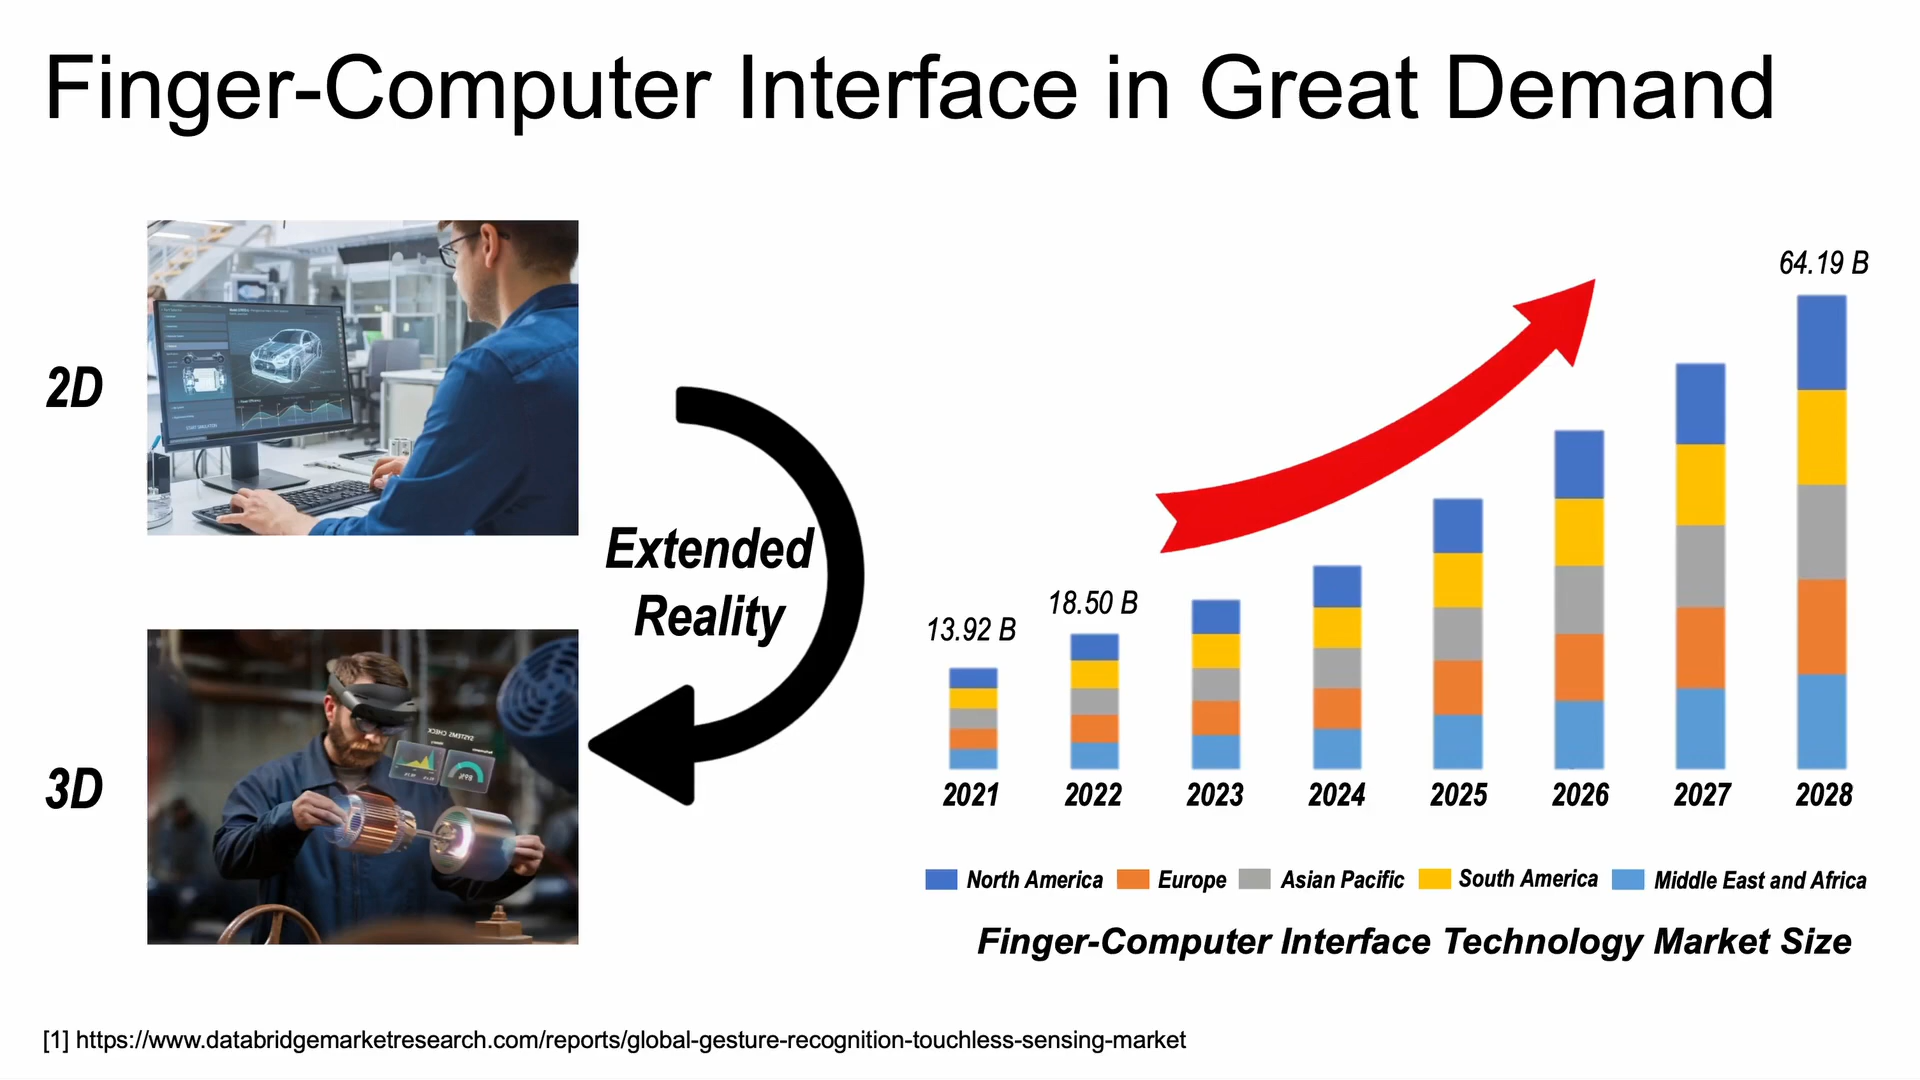 Finger-Computer Interface in Great Demand
2D
Extended
Reality
3D
64.19 B
18.50 B
13.92 B
2021 2022 2023 2024 2025 2026 2027 2028
North America Europe Asian Pacific South America Middle East and Africa
Finger-Computer Interface Technology Market Size
[1] https://www.databridgemarketresearch.com/reports/global-gesture-recognition-touchless-sensing-market